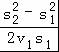 s₂² − s₁²
2v₁s₁